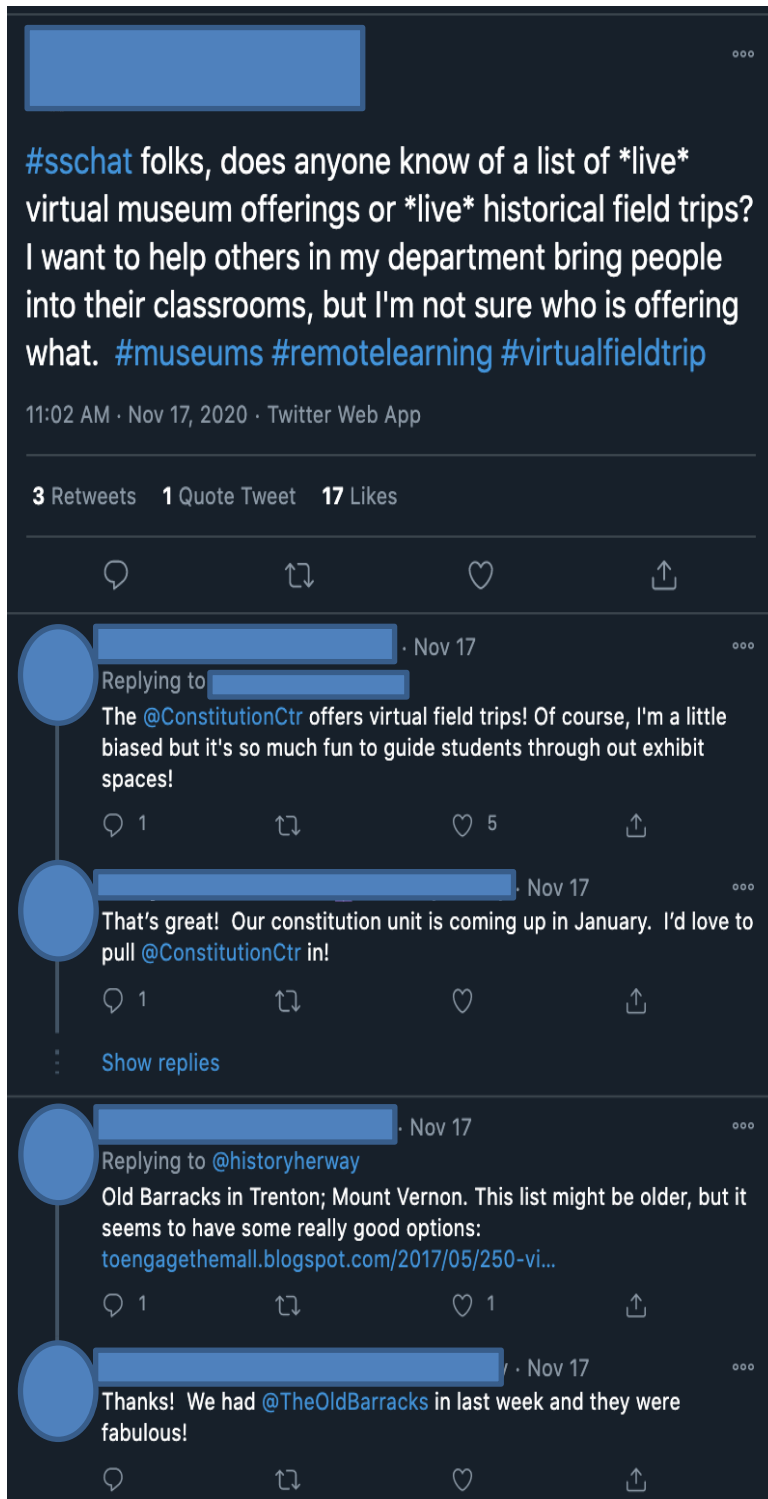 #sschat folks, does anyone know of a list of *live*
virtual museum offerings or *live* historical field trips?
I want to help others in my department bring people
into their classrooms, but I'm not sure who is offering
what.  #museums #remotelearning #virtualfieldtrip
11:02 AM · Nov 17, 2020 · Twitter Web App
3 Retweets 1 Quote Tweet 17 Likes
· Nov 17
Replying to
The @ConstitutionCtr offers virtual field trips! Of course, I'm a little
biased but it's so much fun to guide students through out exhibit
spaces!
1 5
· Nov 17
That's great!  Our constitution unit is coming up in January.  I'd love to
pull @ConstitutionCtr in!
1
Show replies
· Nov 17
Replying to @historyherway
Old Barracks in Trenton; Mount Vernon. This list might be older, but it
seems to have some really good options:
toengagethemall.blogspot.com/2017/05/250-vi...
1 1
· Nov 17
Thanks!  We had @TheOldBarracks in last week and they were
fabulous!